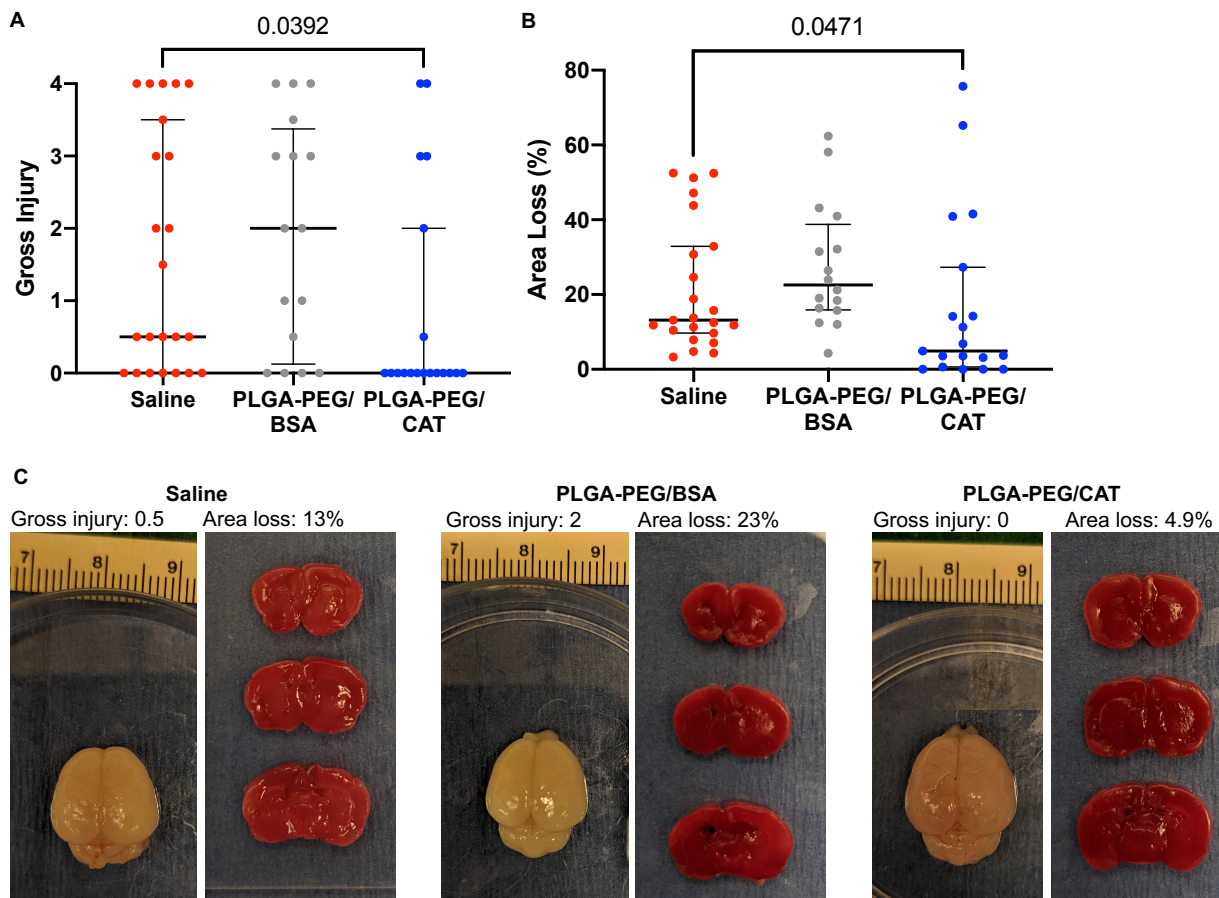 A
0.0392
Gross Injury
4
3
2
1
0
Saline
PLGA-PEG/
BSA
PLGA-PEG/
CAT
B
0.0471
Area Loss (%)
80
60
40
20
0
Saline
PLGA-PEG/
BSA
PLGA-PEG/
CAT
C
Saline
Gross injury: 0.5 Area loss: 13%
7 8 9
PLGA-PEG/BSA
Gross injury: 2 Area loss: 23%
7 8 9
PLGA-PEG/CAT
Gross injury: 0 Area loss: 4.9%
7 8 9